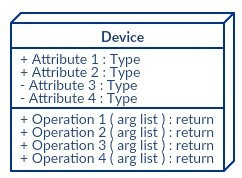 Device
+ Attribute 1 : Type
+ Attribute 2 : Type
- Attribute 3 : Type
- Attribute 4 : Type
+ Operation 1 ( arg list ) : return
+ Operation 2 ( arg list ) : return
+ Operation 3 ( arg list ) : return
+ Operation 4 ( arg list ) : return